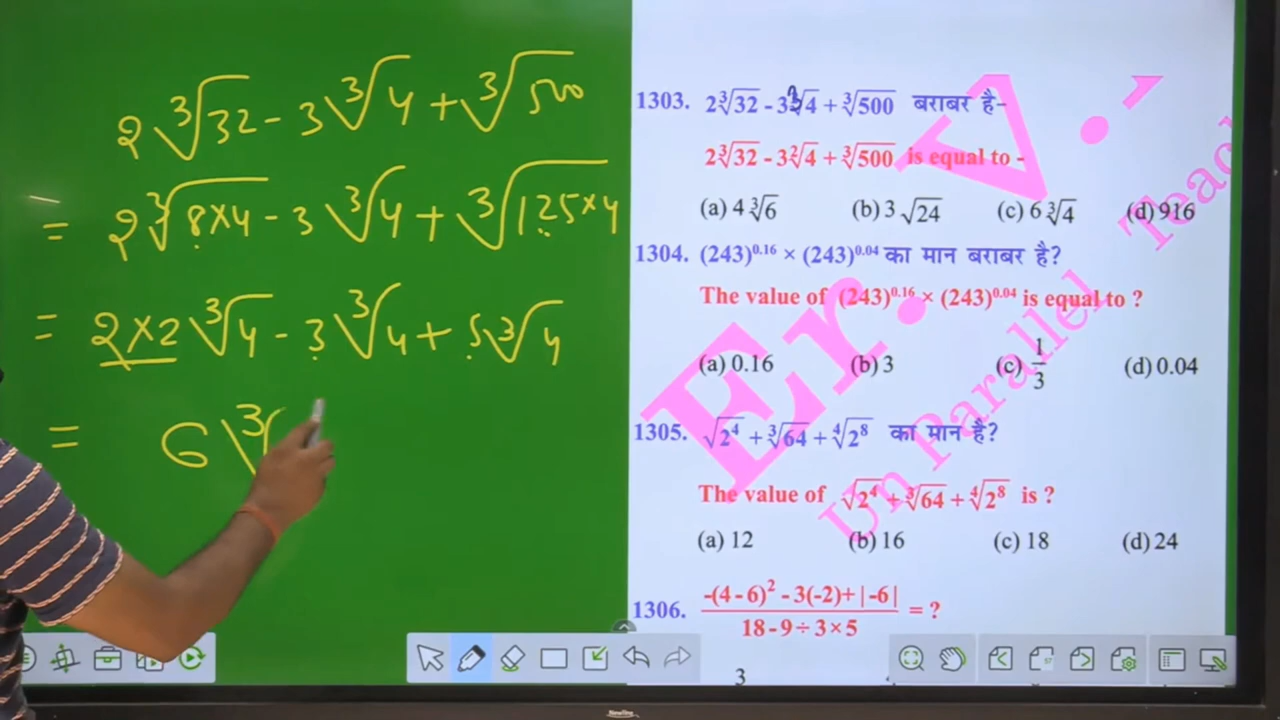 2∛32 - 3∛4 + ∛500
= 2∛8×4 - 3∛4 + ∛125×4
= 2×2∛4 - 3∛4 + 5∛4
= 6∛
1303. 2∛32 - 3∛4 + ∛500 बराबर है-
2∛32 - 3²√4 + ∛500 is equal to -
(a) 4∛6 (b) 3√24 (c) 6∛4 (d) 916
1304. (243)^0.16 × (243)^0.04 का मान बराबर है?
The value of (243)^0.16 × (243)^0.04 is equal to ?
(a) 0.16 (b) 3 (c) 1/3 (d) 0.04
1305. √2⁴ + ∛64 + ∜2⁸ का मान है?
The value of √2⁴ + ∛64 + ∜2⁸ is ?
(a) 12 (b) 16 (c) 18 (d) 24
1306. -(4 - 6)² - 3(-2)+ |-6| / 18 - 9 ÷ 3 × 5 = ?
3
Er. V.
Un Parallel Teac
NewLine